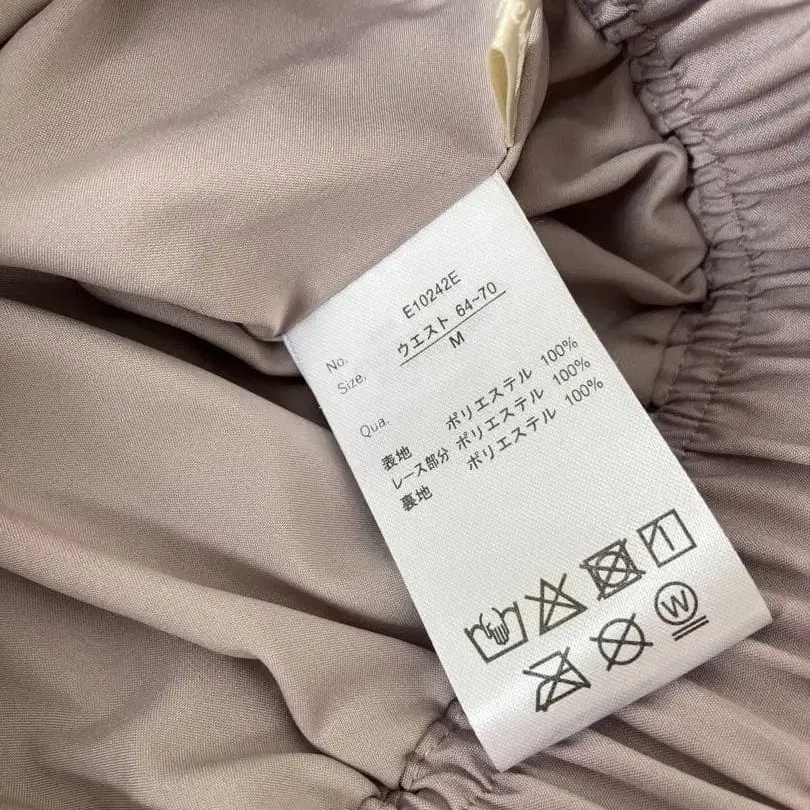 No. E10242E
Size. ウエスト 64~70
M
Qua.
表地 ポリエステル 100%
レース部分 ポリエステル 100%
裏地 ポリエステル 100%
1
W